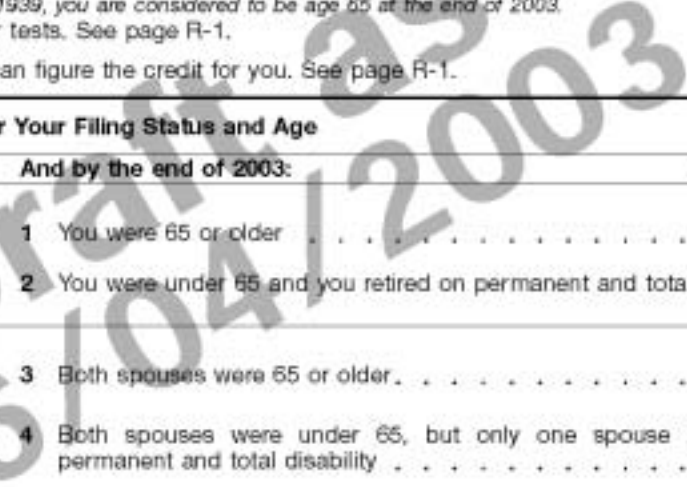 1939, you are considered to be age 65 at the end of 2003.
r tests. See page R-1.
an figure the credit for you. See page R-1.
r Your Filing Status and Age
And by the end of 2003:
1 You were 65 or older . . . . . . . . . . . . . .
2 You were under 65 and you retired on permanent and tota
3 Both spouses were 65 or older. . . . . . . . . . .
4 Both spouses were under 65, but only one spouse
permanent and total disability . . . . . . . . . . .
raft as
6/04/2003